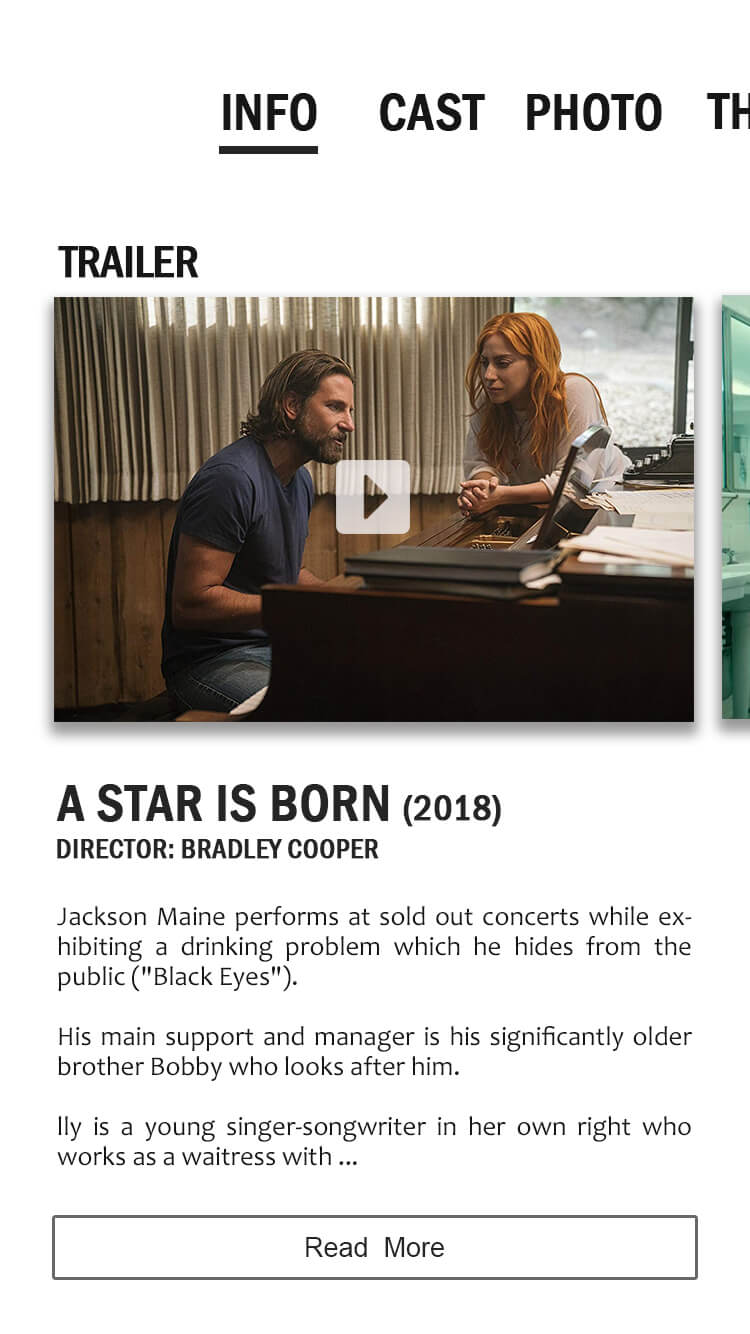 INFO CAST PHOTO TH
TRAILER
A STAR IS BORN (2018)
DIRECTOR: BRADLEY COOPER
Jackson Maine performs at sold out concerts while ex-
hibiting a drinking problem which he hides from the
public ("Black Eyes").
His main support and manager is his significantly older
brother Bobby who looks after him.
lly is a young singer-songwriter in her own right who
works as a waitress with ...
Read More